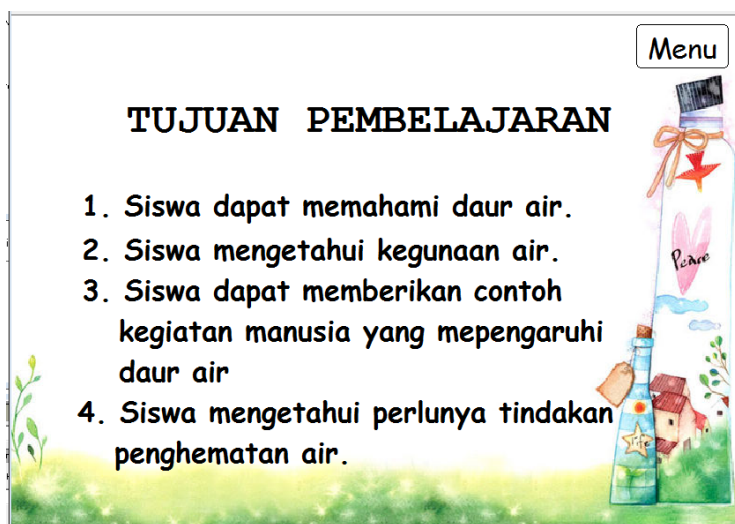 Menu
TUJUAN PEMBELAJARAN
1. Siswa dapat memahami daur air.
2. Siswa mengetahui kegunaan air.
3. Siswa dapat memberikan contoh
kegiatan manusia yang mepengaruhi
daur air
4. Siswa mengetahui perlunya tindakan
penghematan air.
Peace